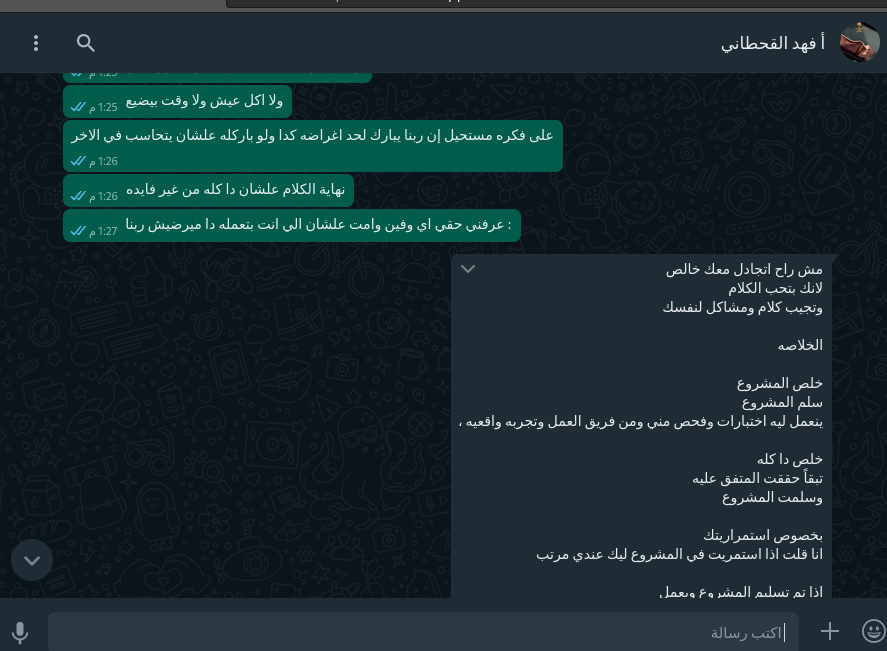 أ فهد القحطاني
1:25 م
ولا اكل عيش ولا وقت بيضيع
1:25 م
على فكره مستحيل إن ربنا يبارك لحد اغراضه كدا ولو باركله علشان يتحاسب في الاخر
1:26 م
نهاية الكلام علشان دا كله من غير فايده
1:26 م
: عرفني حقي اي وفين وامت علشان الي انت بتعمله دا ميرضيش ربنا
1:27 م
مش راح اتجادل معك خالص
لانك بتحب الكلام
وتجيب كلام ومشاكل لنفسك
الخلاصه
خلص المشروع
سلم المشروع
ينعمل ليه اختبارات وفحص مني ومن فريق العمل وتجربه واقعيه ،
خلص دا كله
تبقاً حققت المتفق عليه
وسلمت المشروع
بخصوص استمراريتك
انا قلت اذا استمريت في المشروع ليك عندي مرتب
اذا تم تسليم المشروع ويعمل
اكتب رسالة